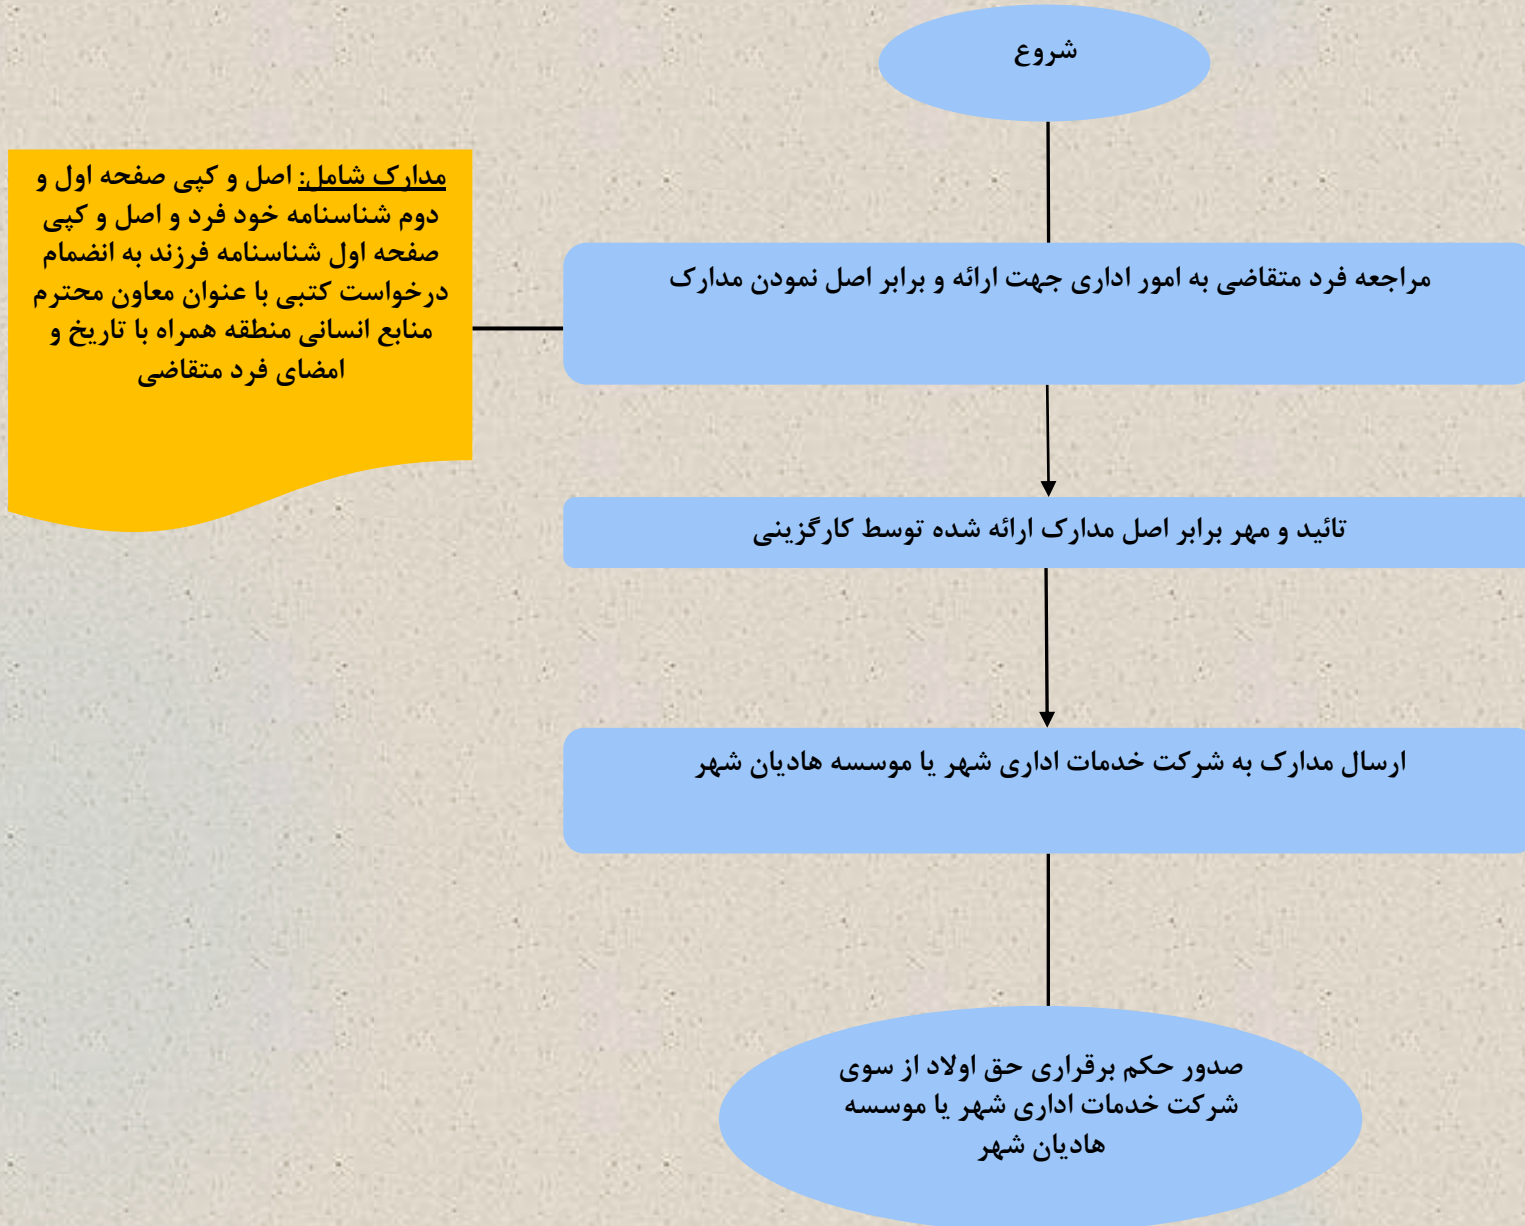 شروع
مراجعه فرد متقاضی به امور اداری جهت ارائه و برابر اصل نمودن مدارک
مدارک شامل: اصل و کپی صفحه اول و
دوم شناسنامه خود فرد و اصل و کپی
صفحه اول شناسنامه فرزند به انضمام
درخواست کتبی با عنوان معاون محترم
منابع انسانی منطقه همراه با تاریخ و
امضای فرد متقاضی
تائید و مهر برابر اصل مدارک ارائه شده توسط کارگزینی
ارسال مدارک به شرکت خدمات اداری شهر یا موسسه هادیان شهر
صدور حکم برقراری حق اولاد از سوی
شرکت خدمات اداری شهر یا موسسه
هادیان شهر